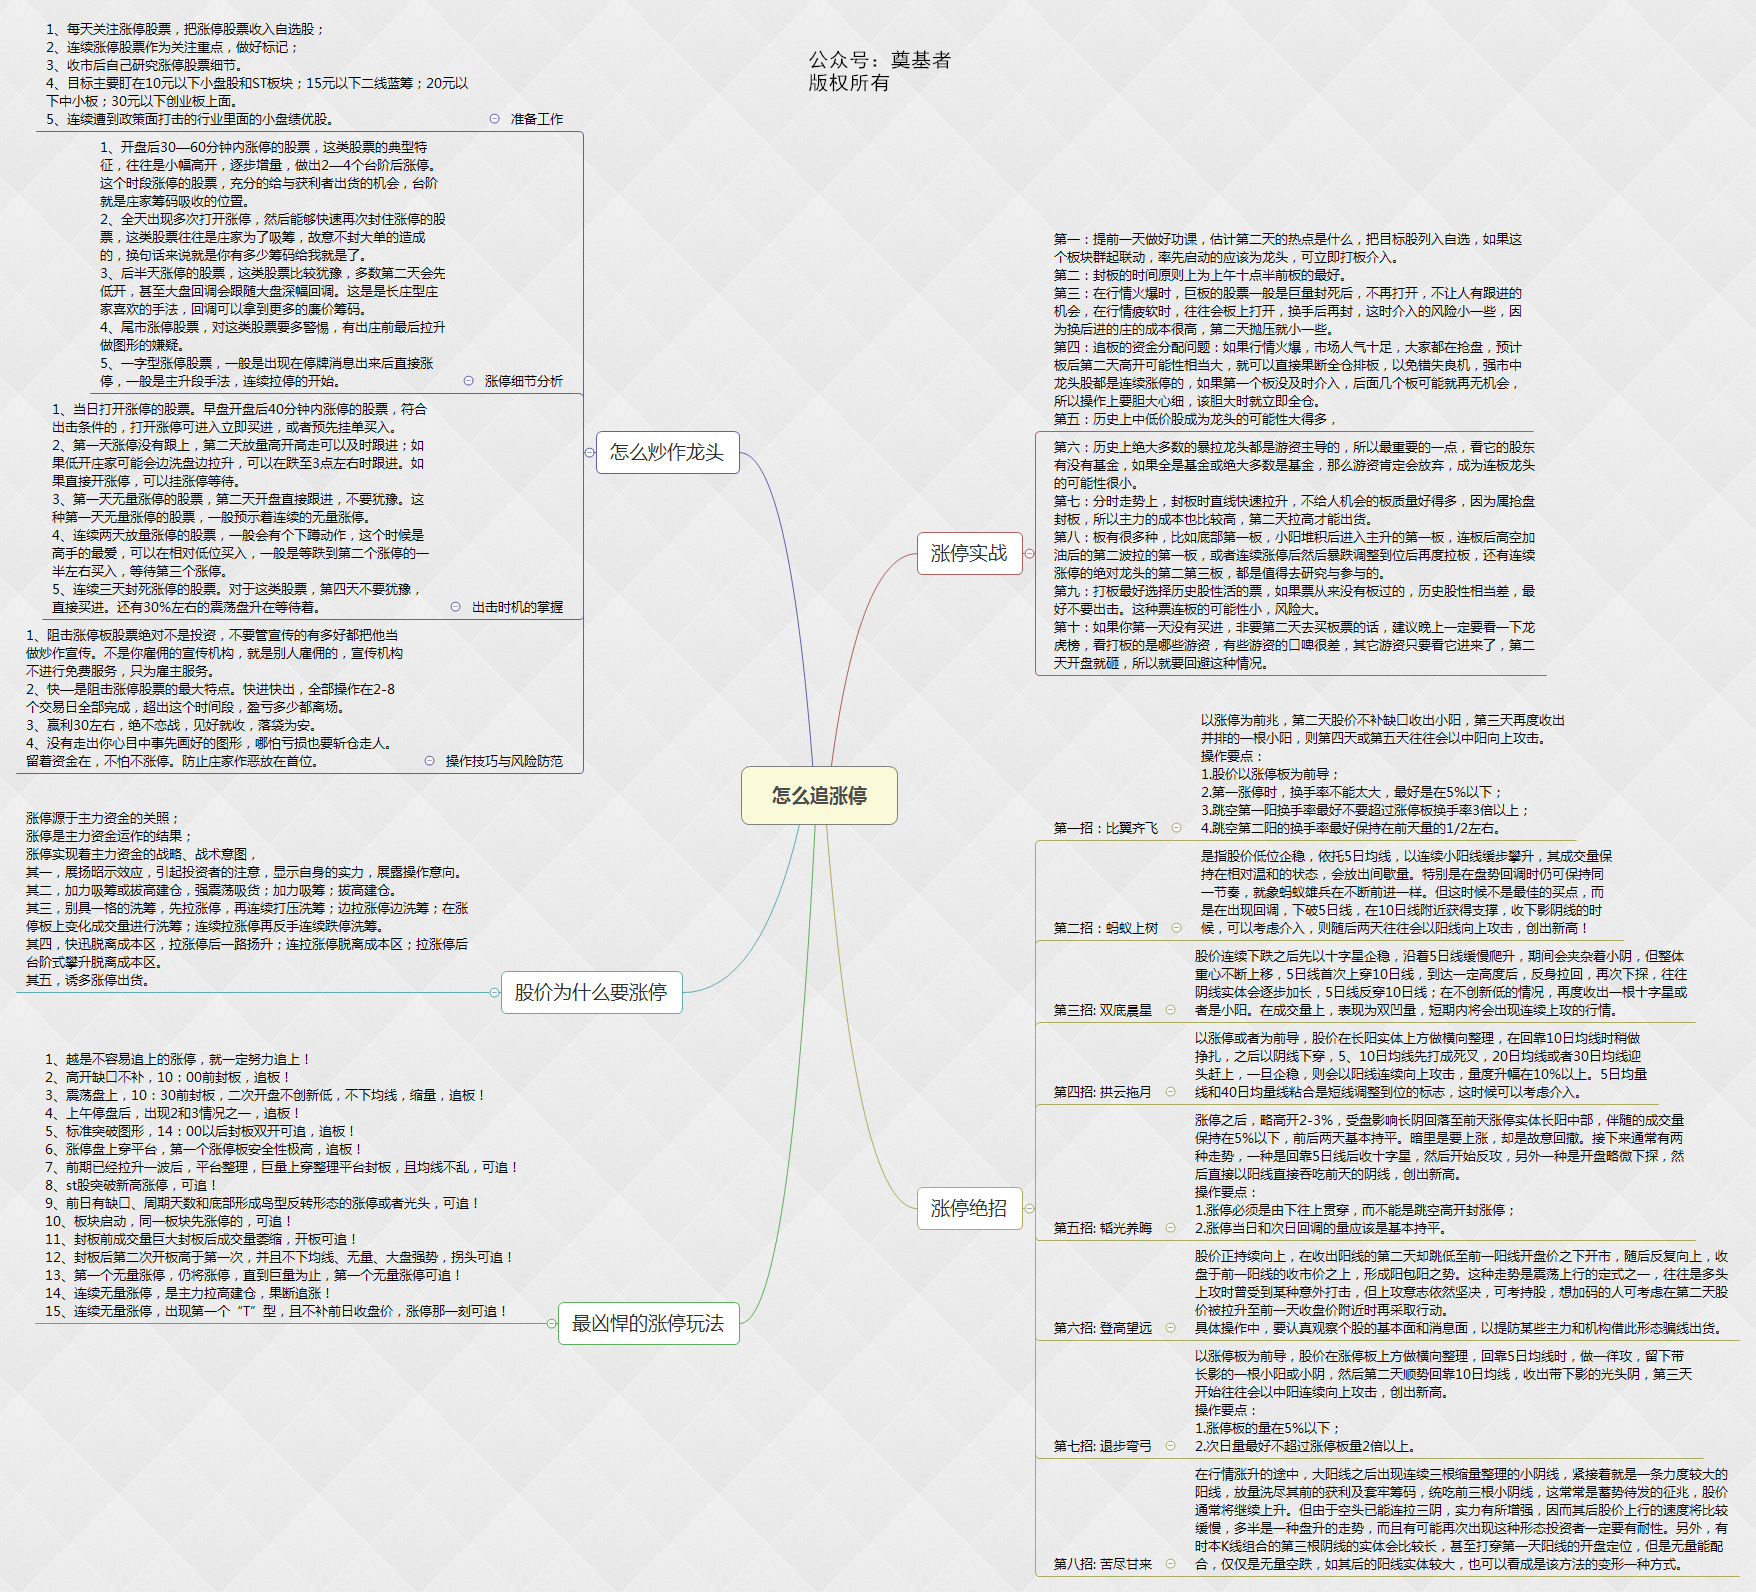 公众号：奠基者
版权所有
怎么追涨停
怎么炒作龙头
1、每天关注涨停股票，把涨停股票收入自选股；
2、连续涨停股票作为关注重点，做好标记；
3、收市后自己研究涨停股票细节。
4、目标主要盯在10元以下小盘股和ST板块；15元以下二线蓝筹；20元以
下中小板；30元以下创业板上面。
5、连续遭到政策面打击的行业里面的小盘绩优股。
准备工作
1、开盘后30—60分钟内涨停的股票，这类股票的典型特
征，往往是小幅高开，逐步增量，做出2—4个台阶后涨停。
这个时段涨停的股票，充分的给与获利者出货的机会，台阶
就是庄家筹码吸收的位置。
2、全天出现多次打开涨停，然后能够快速再次封住涨停的股
票，这类股票往往是庄家为了吸筹，故意不封大单的造成
的，换句话来说就是你有多少筹码给我就是了。
3、后半天涨停的股票，这类股票比较犹豫，多数第二天会先
低开，甚至大盘回调会跟随大盘深幅回调。这是是长庄型庄
家喜欢的手法，回调可以拿到更多的廉价筹码。
4、尾市涨停股票，对这类股票要多警惕，有出庄前最后拉升
做图形的嫌疑。
5、一字型涨停股票，一般是出现在停牌消息出来后直接涨
停，一般是主升段手法，连续拉停的开始。
涨停细节分析
1、当日打开涨停的股票。早盘开盘后40分钟内涨停的股票，符合
出击条件的，打开涨停可进入立即买进，或者预先挂单买入。
2、第一天涨停没有跟上，第二天放量高开高走可以及时跟进；如
果低开庄家可能会边洗盘边拉升，可以在跌至3点左右时跟进。如
果直接开涨停，可以挂涨停等待。
3、第一天无量涨停的股票，第二天开盘直接跟进，不要犹豫。这
种第一天无量涨停的股票，一般预示着连续的无量涨停。
4、连续两天放量涨停的股票，一般会有个下蹲动作，这个时候是
高手的最爱，可以在相对低位买入，一般是等跌到第二个涨停的一
半左右买入，等待第三个涨停。
5、连续三天封死涨停的股票。对于这类股票，第四天不要犹豫，
直接买进。还有30%左右的震荡盘升在等待着。
出击时机的掌握
1、阻击涨停板股票绝对不是投资，不要管宣传的有多好都把他当
做炒作宣传。不是你雇佣的宣传机构，就是别人雇佣的，宣传机构
不进行免费服务，只为雇主服务。
2、快—是阻击涨停股票的最大特点。快进快出，全部操作在2-8
个交易日全部完成，超出这个时间段，盈亏多少都离场。
3、赢利30左右，绝不恋战，见好就收，落袋为安。
4、没有走出你心目中事先画好的图形，哪怕亏损也要斩仓走人。
留着资金在，不怕不涨停。防止庄家作恶放在首位。
操作技巧与风险防范
股价为什么要涨停
涨停源于主力资金的关照；
涨停是主力资金运作的结果；
涨停实现着主力资金的战略、战术意图，
其一，展扬昭示效应，引起投资者的注意，显示自身的实力，展露操作意向。
其二，加力吸筹或拔高建仓，强震荡吸货；加力吸筹；拔高建仓。
其三，别具一格的洗筹，先拉涨停，再连续打压洗筹；边拉涨停边洗筹；在涨
停板上变化成交量进行洗筹；连续拉涨停再反手连续跌停洗筹。
其四，快迅脱离成本区，拉涨停后一路扬升；连拉涨停脱离成本区；拉涨停后
台阶式攀升脱离成本区。
其五，诱多涨停出货。
最凶悍的涨停玩法
1、越是不容易追上的涨停，就一定努力追上！
2、高开缺口不补，10：00前封板，追板！
3、震荡盘上，10：30前封板，二次开盘不创新低，不下均线，缩量，追板！
4、上午停盘后，出现2和3情况之一，追板！
5、标准突破图形，14：00以后封板双开可追，追板！
6、涨停盘上穿平台，第一个涨停板安全性极高，追板！
7、前期已经拉升一波后，平台整理，巨量上穿整理平台封板，且均线不乱，可追！
8、st股突破新高涨停，可追！
9、前日有缺口、周期天数和底部形成岛型反转形态的涨停或者光头，可追！
10、板块启动，同一板块先涨停的，可追！
11、封板前成交量巨大封板后成交量萎缩，开板可追！
12、封板后第二次开板高于第一次，并且不下均线、无量、大盘强势，拐头可追！
13、第一个无量涨停，仍将涨停，直到巨量为止，第一个无量涨停可追！
14、连续无量涨停，是主力拉高建仓，果断追涨！
15、连续无量涨停，出现第一个“T”型，且不补前日收盘价，涨停那一刻可追！
涨停实战
第一：提前一天做好功课，估计第二天的热点是什么，把目标股列入自选，如果这
个板块群起联动，率先启动的应该为龙头，可立即打板介入。
第二：封板的时间原则上为上午十点半前板的最好。
第三：在行情火爆时，巨板的股票一般是巨量封死后，不再打开，不让人有跟进的
机会，在行情疲软时，往往会板上打开，换手后再封，这时介入的风险小一些，因
为换后进的庄的成本很高，第二天抛压就小一些。
第四：追板的资金分配问题：如果行情火爆，市场人气十足，大家都在抢盘，预计
板后第二天高开可能性相当大，就可以直接果断全仓排板，以免错失良机，强市中
龙头股都是连续涨停的，如果第一个板没及时介入，后面几个板可能就再无机会，
所以操作上要胆大心细，该胆大时就立即全仓。
第五：历史上中低价股成为龙头的可能性大得多，
第六：历史上绝大多数的暴拉龙头都是游资主导的，所以最重要的一点，看它的股东
有没有基金，如果全是基金或绝大多数是基金，那么游资肯定会放弃，成为连板龙头
的可能性很小。
第七：分时走势上，封板时直线快速拉升，不给人机会的板质量好得多，因为属抢盘
封板，所以主力的成本也比较高，第二天拉高才能出货。
第八：板有很多种，比如底部第一板，小阳堆积后进入主升的第一板，连板后高空加
油后的第二波拉的第一板，或者连续涨停后然后暴跌调整到位后再度拉板，还有连续
涨停的绝对龙头的第二第三板，都是值得去研究与参与的。
第九：打板最好选择历史股性活的票，如果票从来没有板过的，历史股性相当差，最
好不要出击。这种票连板的可能性小，风险大。
第十：如果你第一天没有买进，非要第二天去买板票的话，建议晚上一定要看一下龙
虎榜，看打板的是哪些游资，有些游资的口啤很差，其它游资只要看它进来了，第二
天开盘就砸，所以就要回避这种情况。
涨停绝招
第一招：比翼齐飞
以涨停为前兆，第二天股价不补缺口收出小阳，第三天再度收出
并排的一根小阳，则第四天或第五天往往会以中阳向上攻击。
操作要点：
1.股价以涨停板为前导；
2.第一涨停时，换手率不能太大，最好是在5%以下；
3.跳空第一阳换手率最好不要超过涨停板换手率3倍以上；
4.跳空第二阳的换手率最好保持在前天量的1/2左右。
第二招：蚂蚁上树
是指股价低位企稳，依托5日均线，以连续小阳线缓步攀升，其成交量保
持在相对温和的状态，会放出间歇量。特别是在盘势回调时仍可保持同
一节奏，就象蚂蚁雄兵在不断前进一样。但这时候不是最佳的买点，而
是在出现回调，下破5日线，在10日线附近获得支撑，收下影阴线的时
候，可以考虑介入，则随后两天往往会以阳线向上攻击，创出新高！
第三招: 双底晨星
股价连续下跌之后先以十字星企稳，沿着5日线缓慢爬升，期间会夹杂着小阴，但整体
重心不断上移，5日线首次上穿10日线，到达一定高度后，反身拉回，再次下探，往往
阴线实体会逐步加长，5日线反穿10日线；在不创新低的情况，再度收出一根十字星或
者是小阳。在成交量上，表现为双凹量，短期内将会出现连续上攻的行情。
第四招: 拱云拖月
以涨停或者为前导，股价在长阳实体上方做横向整理，在回靠10日均线时稍做
挣扎，之后以阴线下穿，5、10日均线先打成死叉，20日均线或者30日均线迎
头赶上，一旦企稳，则会以阳线连续向上攻击，量度升幅在10%以上。5日均量
线和40日均量线粘合是短线调整到位的标志，这时候可以考虑介入。
第五招: 韬光养晦
涨停之后，略高开2-3%，受盘影响长阴回落至前天涨停实体长阳中部，伴随的成交量
保持在5%以下，前后两天基本持平。暗里是要上涨，却是故意回撤。接下来通常有两
种走势，一种是回靠5日线后收十字星，然后开始反攻，另外一种是开盘略微下探，然
后直接以阳线直接吞吃前天的阴线，创出新高。
操作要点：
1.涨停必须是由下往上贯穿，而不能是跳空高开封涨停；
2.涨停当日和次日回调的量应该是基本持平。
第六招: 登高望远
股价正持续向上，在收出阳线的第二天却跳低至前一阳线开盘价之下开市，随后反复向上，收
盘于前一阳线的收市价之上，形成阳包阳之势。这种走势是震荡上行的定式之一，往往是多头
上攻时曾受到某种意外打击，但上攻意志依然坚决，可考持股，想加码的人可考虑在第二天股
价被拉升至前一天收盘价附近时再采取行动。
具体操作中，要认真观察个股的基本面和消息面，以提防某些主力和机构借此形态骗线出货。
第七招: 退步弯弓
以涨停板为前导，股价在涨停板上方做横向整理，回靠5日均线时，做一徉攻，留下带
长影的一根小阳或小阴，然后第二天顺势回靠10日均线，收出带下影的光头阴，第三天
开始往往会以中阳连续向上攻击，创出新高。
操作要点：
1.涨停板的量在5%以下；
2.次日量最好不超过涨停板量2倍以上。
第八招: 苦尽甘来
在行情涨升的途中，大阳线之后出现连续三根缩量整理的小阴线，紧接着就是一条力度较大的
阳线，放量洗尽其前的获利及套牢筹码，统吃前三根小阴线，这常常是蓄势待发的征兆，股价
通常将继续上升。但由于空头已能连拉三阴，实力有所增强，因而其后股价上行的速度将比较
缓慢，多半是一种盘升的走势，而且有可能再次出现这种形态投资者一定要有耐性。另外，有
时本K线组合的第三根阴线的实体会比较长，甚至打穿第一天阳线的开盘定位，但是无量能配
合，仅仅是无量空跌，如其后的阳线实体较大，也可以看成是该方法的变形一种方式。